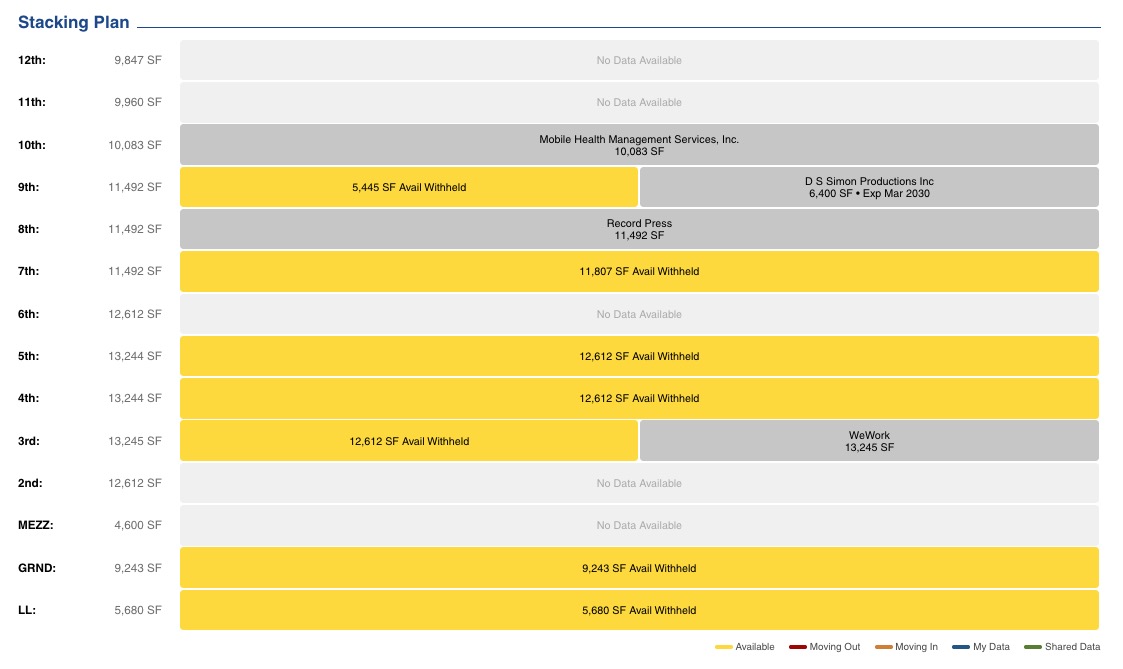 Stacking Plan
12th: 9,847 SF No Data Available
11th: 9,960 SF No Data Available
10th: 10,083 SF Mobile Health Management Services, Inc.
10,083 SF
9th: 11,492 SF 5,445 SF Avail Withheld D S Simon Productions Inc
6,400 SF • Exp Mar 2030
8th: 11,492 SF Record Press
11,492 SF
7th: 11,492 SF 11,807 SF Avail Withheld
6th: 12,612 SF No Data Available
5th: 13,244 SF 12,612 SF Avail Withheld
4th: 13,244 SF 12,612 SF Avail Withheld
3rd: 13,245 SF 12,612 SF Avail Withheld WeWork
13,245 SF
2nd: 12,612 SF No Data Available
MEZZ: 4,600 SF No Data Available
GRND: 9,243 SF 9,243 SF Avail Withheld
LL: 5,680 SF 5,680 SF Avail Withheld
Available Moving Out Moving In My Data Shared Data